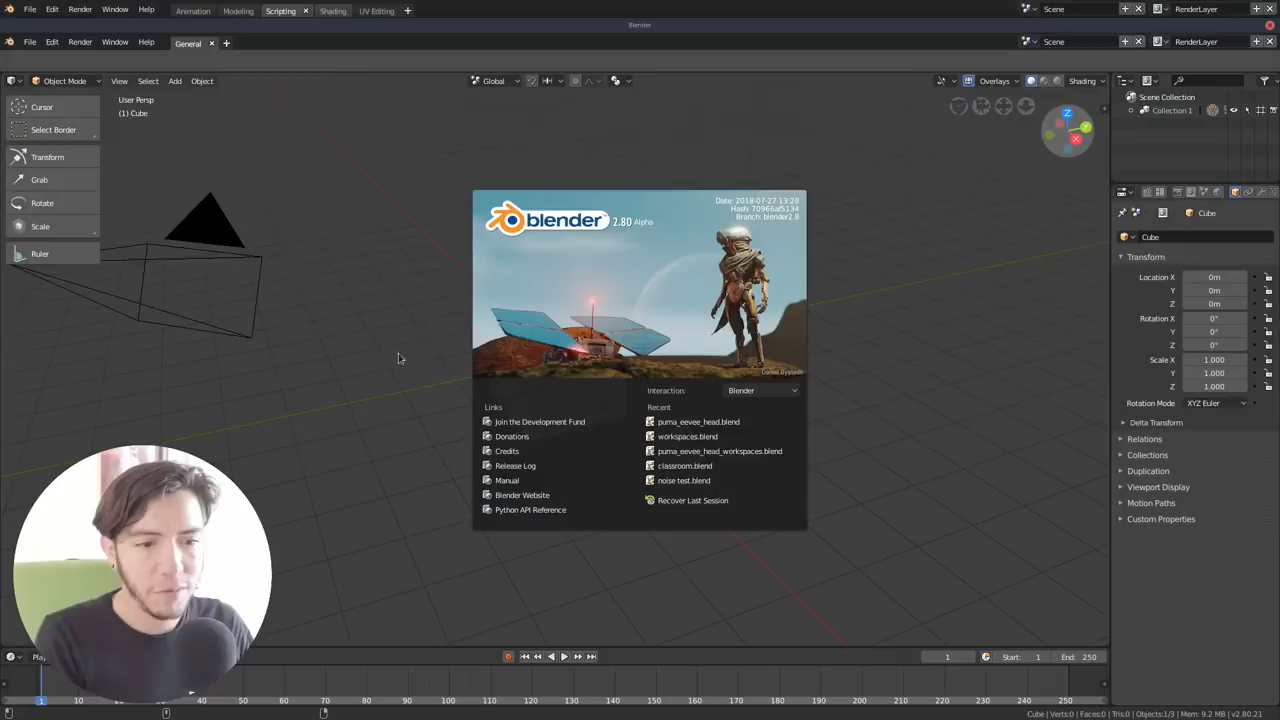 File Edit Render Window Help Animation Modeling Scripting Shading UV Editing Scene RenderLayer
Blender
File Edit Render Window Help General Scene RenderLayer
Object Mode View Select Add Object Global Overlays Shading
User Persp
(1) Cube
Cursor
Select Border
Transform
Grab
Rotate
Scale
Ruler
Z
Y
X
blender 2.80 Alpha
Date: 2018-07-27 13:28
Hash: 70966af5134
Branch: blender2.8
Interaction: Blender
Links
Join the Development Fund
Donations
Credits
Release Log
Manual
Blender Website
Python API Reference
Recent
puma_eevee_head.blend
workspaces.blend
puma_eevee_head_workspaces.blend
classroom.blend
noise test.blend
Recover Last Session
Scene Collection
Collection 1
Cube
Cube
Transform
Location X 0m
Y 0m
Z 0m
Rotation X 0°
Y 0°
Z 0°
Scale X 1.000
Y 1.000
Z 1.000
Rotation Mode XYZ Euler
Delta Transform
Relations
Collections
Duplication
Viewport Display
Motion Paths
Custom Properties
1 Start: 1 End: 250
1 10 40 50 60 70 80 90 100 110 120 130 140 150 160 170 180 190 200 210 220 230 240 250
Cube | Verts:0 | Faces:0 | Tris:0 | Objects:1/3 | Mem: 9.2 MB | v2.80.21